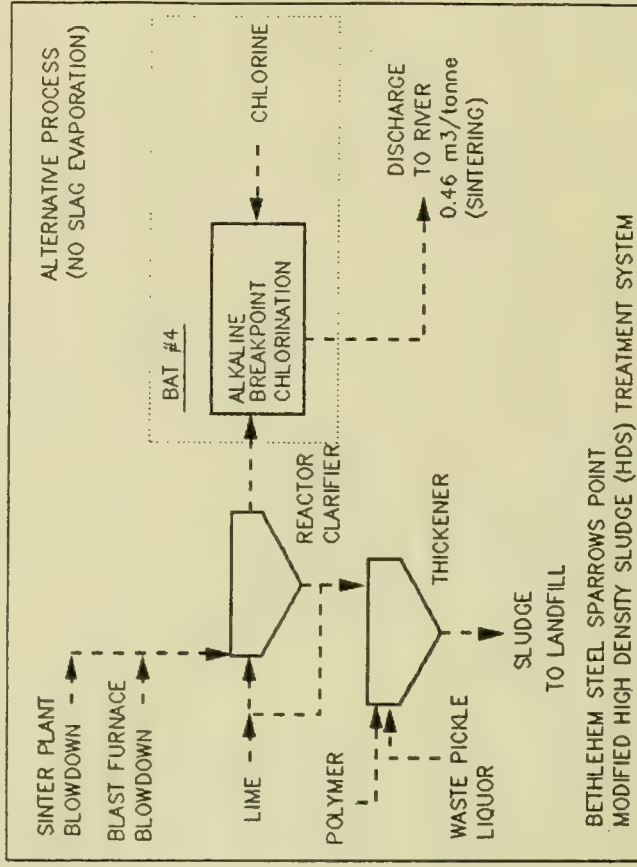 ALTERNATIVE PROCESS
(NO SLAG EVAPORATION)
SINTER PLANT
BLOWDOWN
BLAST FURNACE
BLOWDOWN
BAT #4
ALKALINE
BREAKPOINT
CHLORINATION
CHLORINE
LIME
REACTOR
CLARIFIER
DISCHARGE
TO RIVER
0.46 m3/tonne
(SINTERING)
POLYMER
WASTE PICKLE
LIQUOR
THICKENER
SLUDGE
TO LANDFILL
BETHLEHEM STEEL SPARROWS POINT
MODIFIED HIGH DENSITY SLUDGE (HDS) TREATMENT SYSTEM